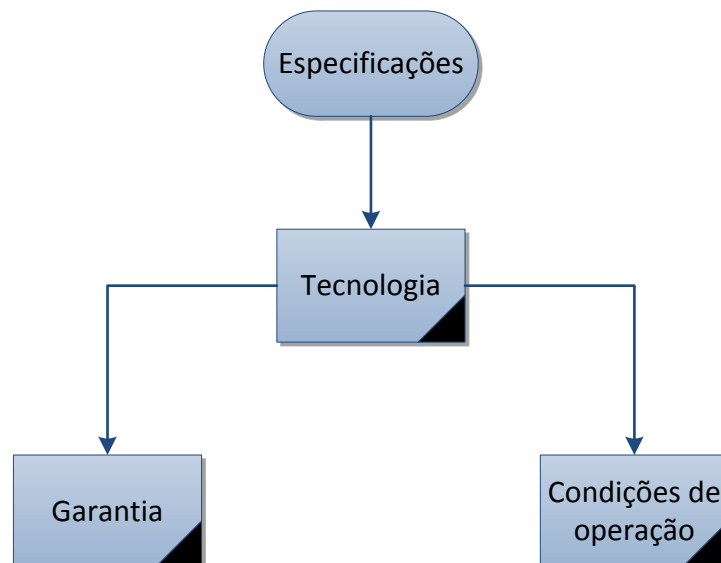 Especificações
Tecnologia
Garantia
Condições de
operação